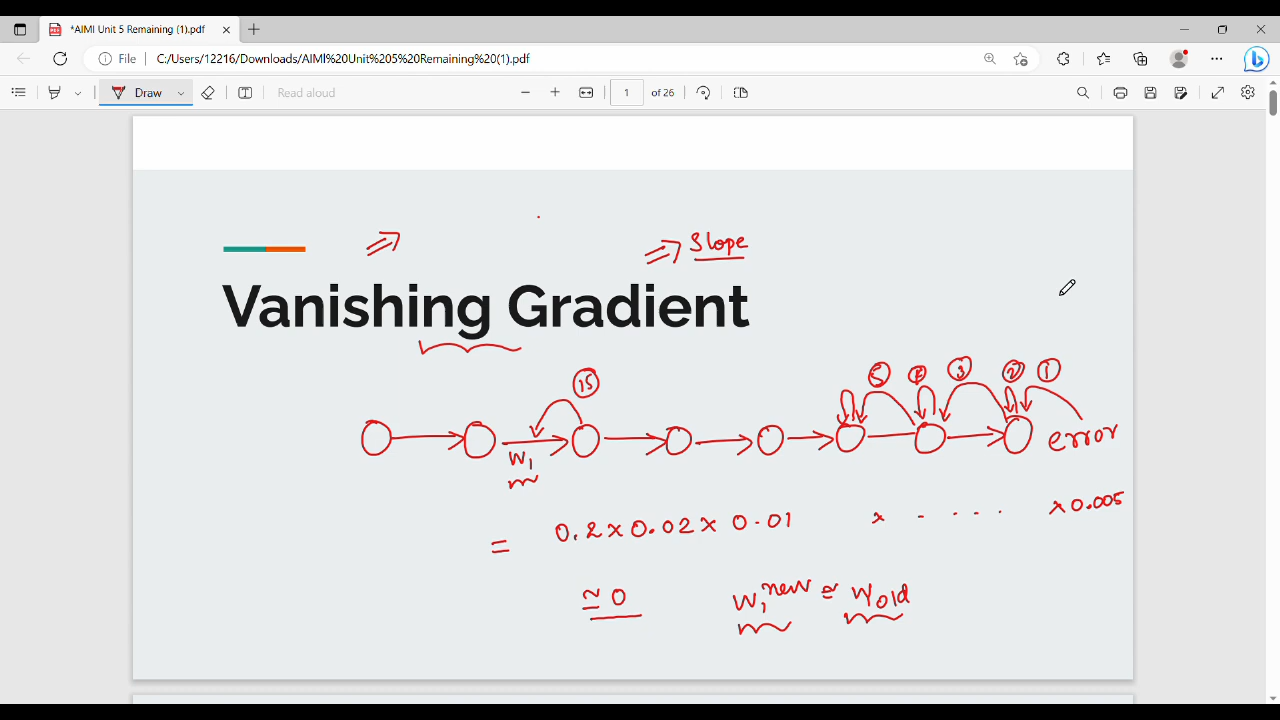 *AIMI Unit 5 Remaining (1).pdf
File C:/Users/12216/Downloads/AIMI%20Unit%205%20Remaining%20(1).pdf
Draw Read aloud 1 of 26
Slope
Vanishing Gradient
15 5 4 3 2 1
error
W1
= 0.2 x 0.02 x 0.01 x - . . . . x 0.005
≃ 0 W1 new ≅ Wold